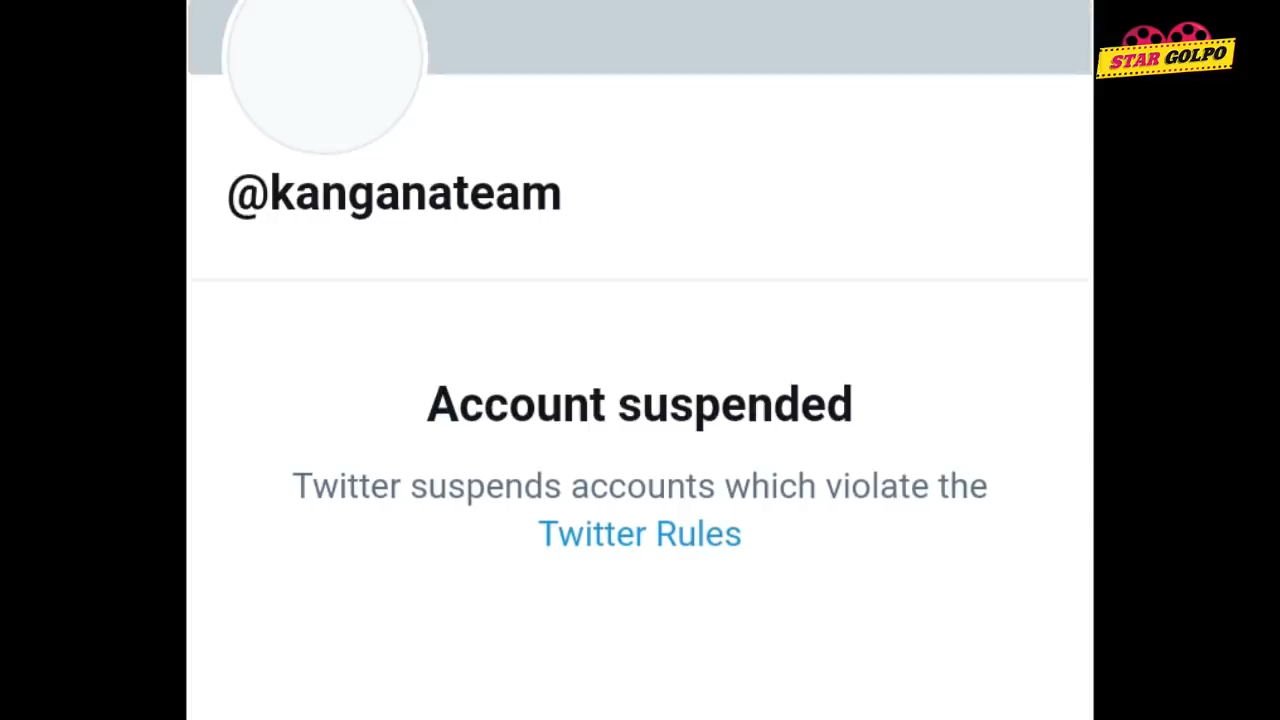 STAR GOLPO
@kanganateam
Account suspended
Twitter suspends accounts which violate the
Twitter Rules